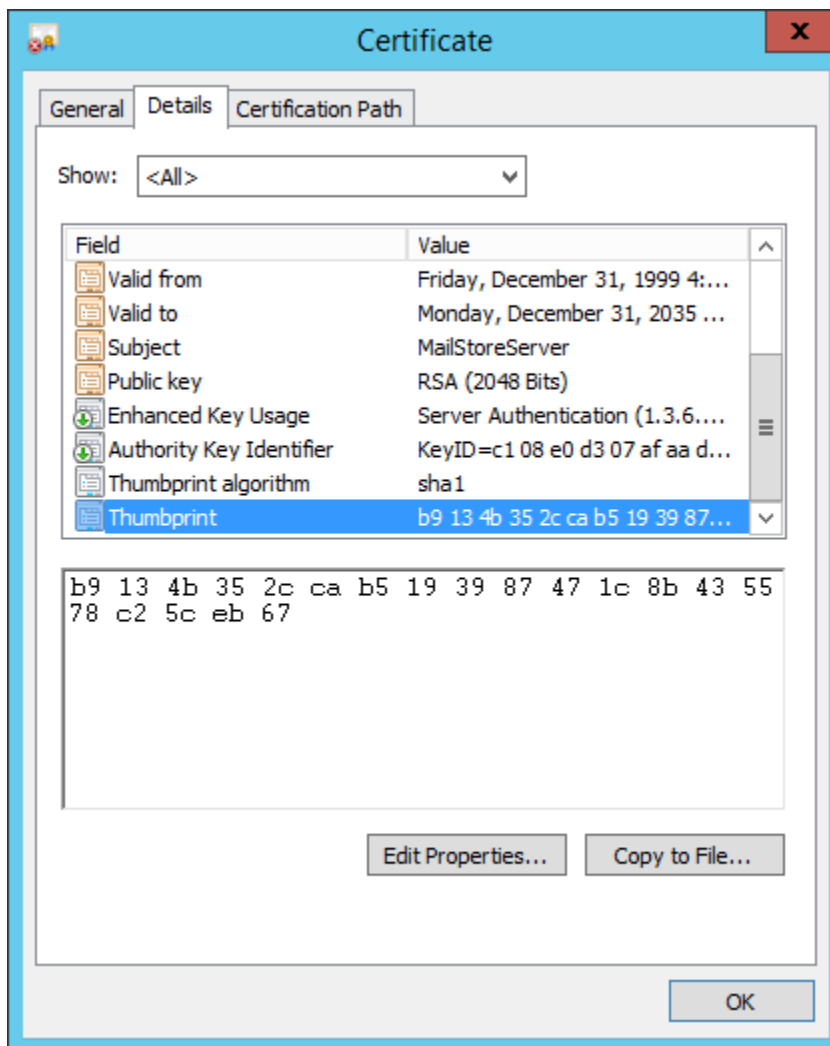 Certificate
x
General Details Certification Path
Show: <All>
Field Value
Valid from Friday, December 31, 1999 4:...
Valid to Monday, December 31, 2035 ...
Subject MailStoreServer
Public key RSA (2048 Bits)
Enhanced Key Usage Server Authentication (1.3.6....
Authority Key Identifier KeyID=c1 08 e0 d3 07 af aa d...
Thumbprint algorithm sha1
Thumbprint b9 13 4b 35 2c ca b5 19 39 87...
b9 13 4b 35 2c ca b5 19 39 87 47 1c 8b 43 55
78 c2 5c eb 67
Edit Properties... Copy to File...
OK